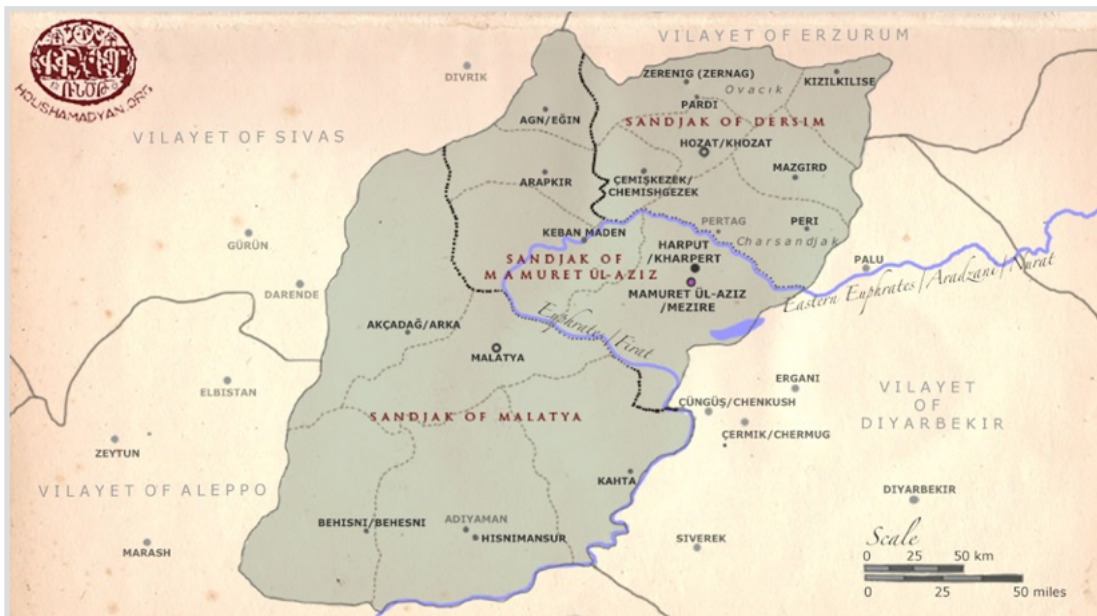 VILAYET OF ERZURUM
DIVRIK
ZERENIG (ZERNAG)
Ovacık
KIZILKILISE
PARDI
HOUSHAMADYAN.ORG
AGN/EĞIN
SANDJAK OF DERSIM
VILAYET OF SIVAS
HOZAT/KHOZAT
ARAPKIR
ÇEMIŞKEZEK/
CHEMISHGEZEK
MAZGIRD
PERTAG
PERI
KEBAN MADEN
Charsandjak
GÜRÜN
HARPUT
/KHARPERT
SANDJAK OF
MAMURET ÜL-AZIZ
PALU
Eastern Euphrates/Aradzani/Murat
DARENDE
MAMURET ÜL-AZIZ
/MEZIRE
Euphrates/Firat
AKÇADAĞ/ARKA
MALATYA
ELBISTAN
ERGANI
VILAYET
OF
DIYARBEKIR
ÇÜNGÜŞ/CHENKUSH
SANDJAK OF MALATYA
ÇERMIK/CHERMUG
ZEYTUN
KAHTA
VILAYET OF ALEPPO
DIYARBEKIR
BEHISNI/BEHESNI
ADIYAMAN
HISNIMANSUR
SIVEREK
MARASH
Scale
0 25 50 km
0 25 50 miles